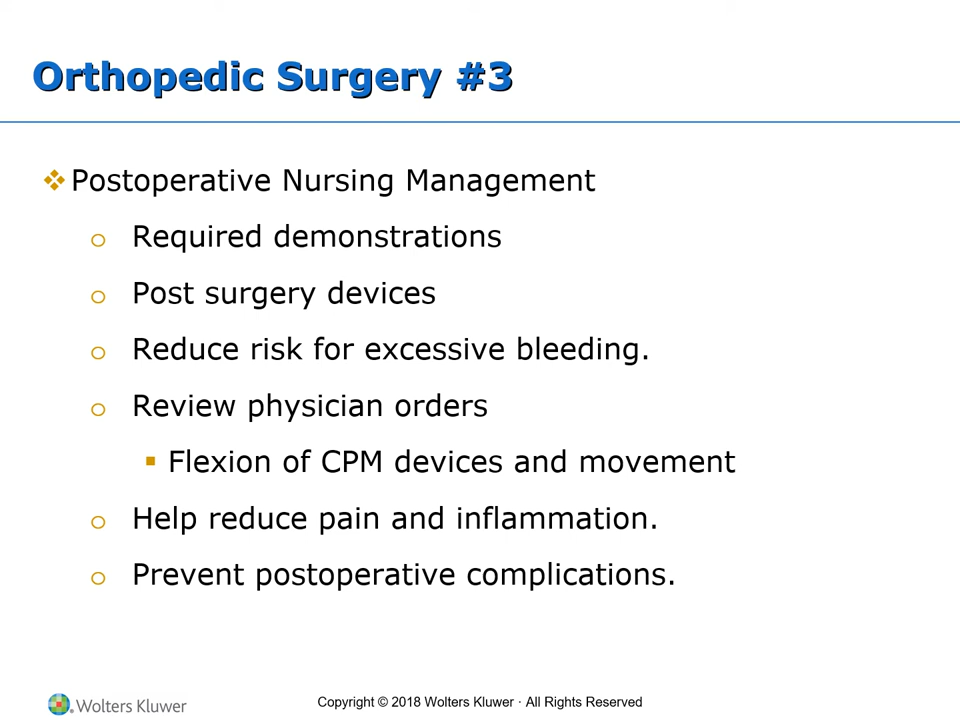 Orthopedic Surgery #3
❖ Postoperative Nursing Management
o Required demonstrations
o Post surgery devices
o Reduce risk for excessive bleeding.
o Review physician orders
▪ Flexion of CPM devices and movement
o Help reduce pain and inflammation.
o Prevent postoperative complications.
Wolters Kluwer
Copyright © 2018 Wolters Kluwer · All Rights Reserved